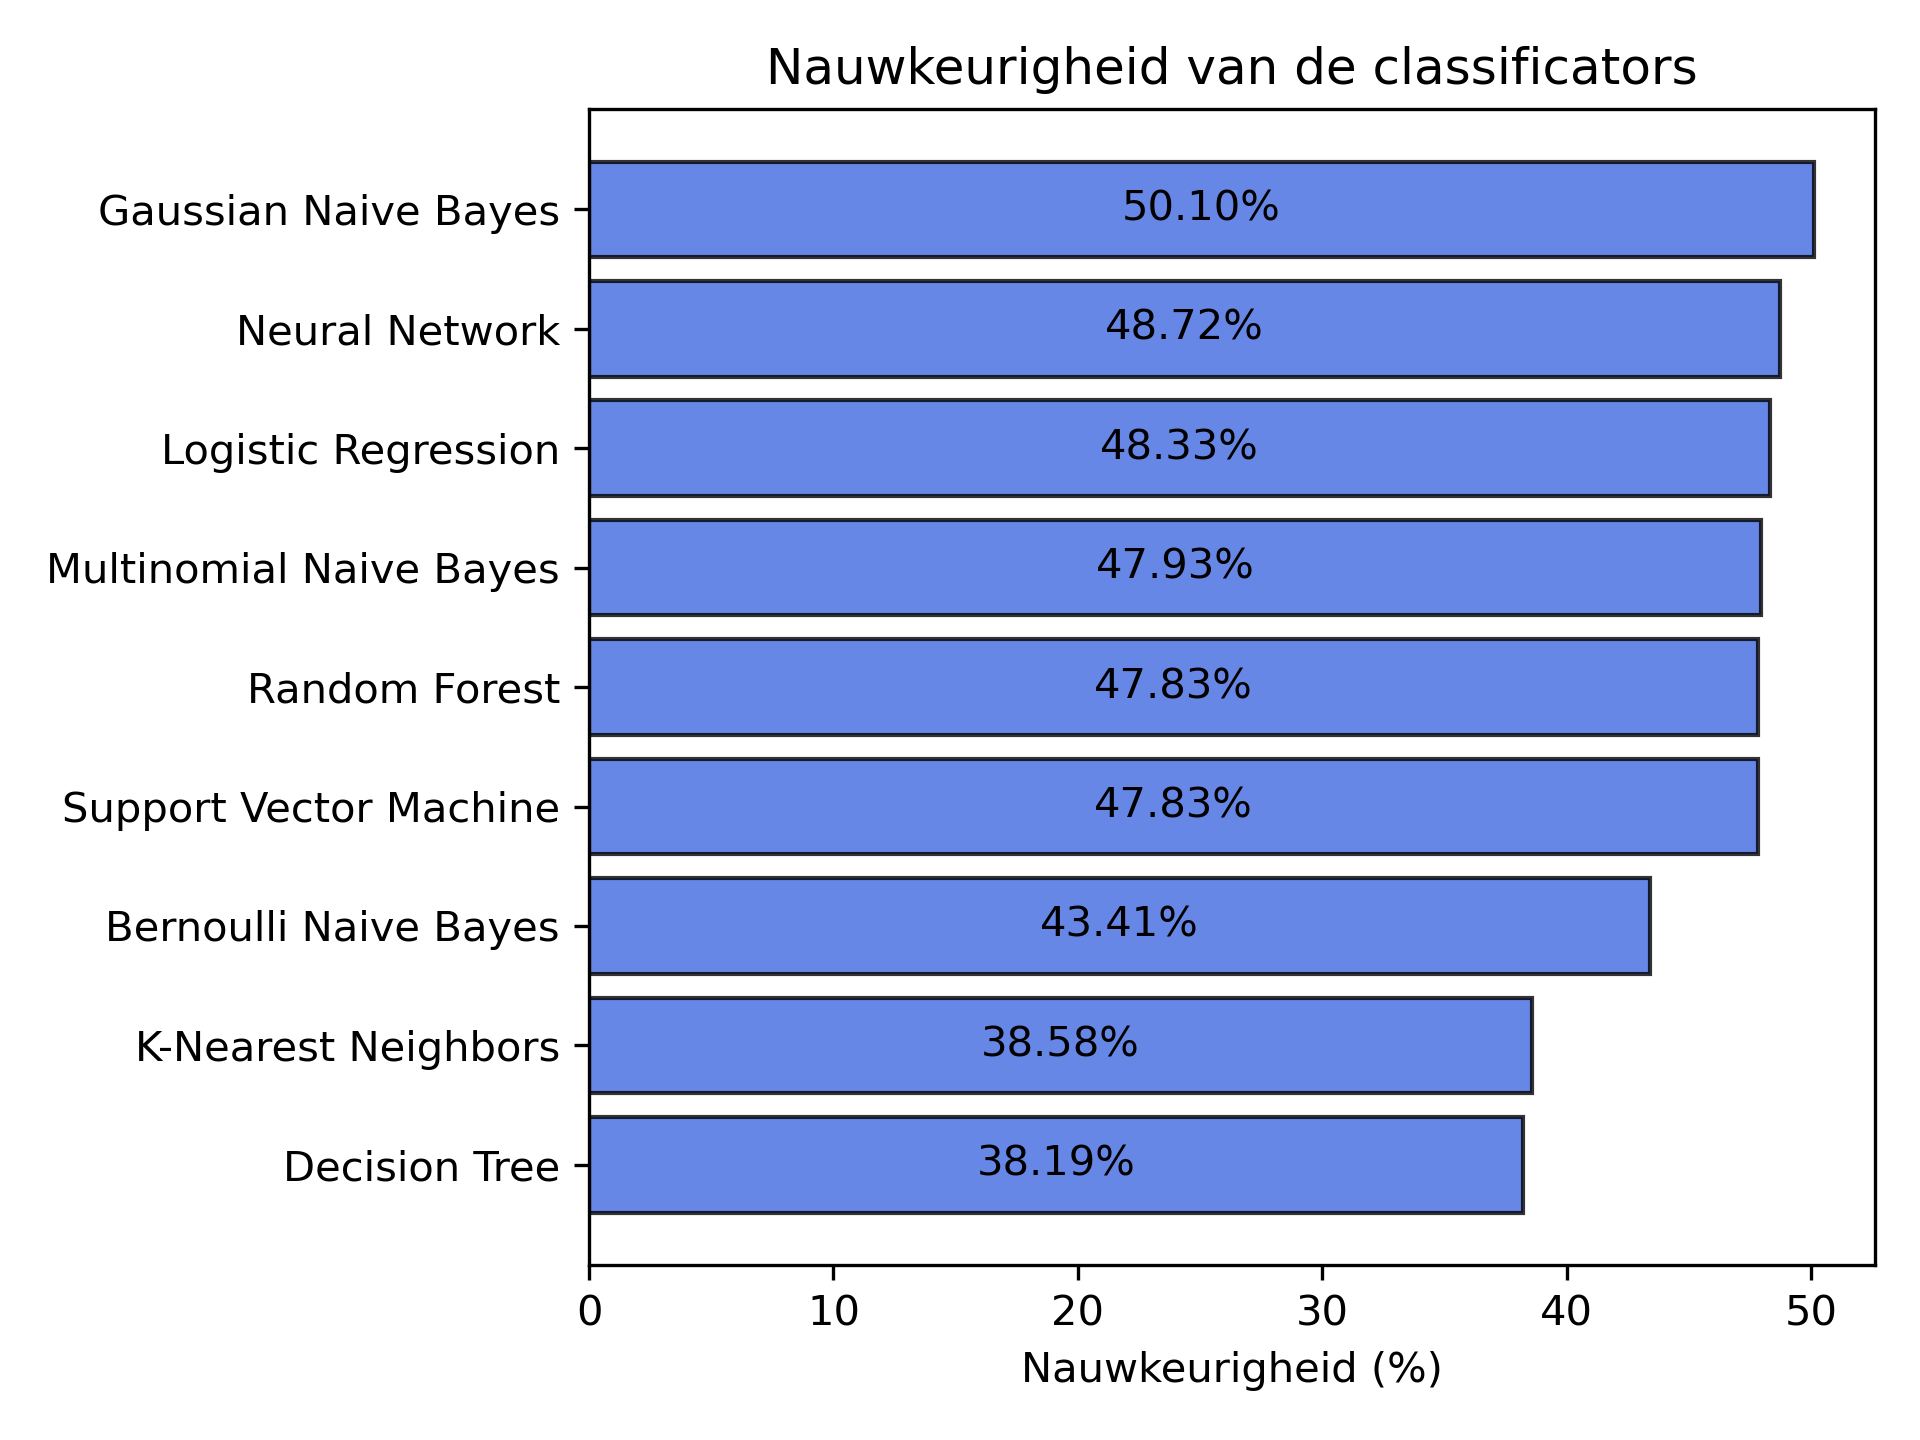 Nauwkeurigheid van de classificators
Gaussian Naive Bayes 50.10%
Neural Network 48.72%
Logistic Regression 48.33%
Multinomial Naive Bayes 47.93%
Random Forest 47.83%
Support Vector Machine 47.83%
Bernoulli Naive Bayes 43.41%
K-Nearest Neighbors 38.58%
Decision Tree 38.19%
0 10 20 30 40 50
Nauwkeurigheid (%)